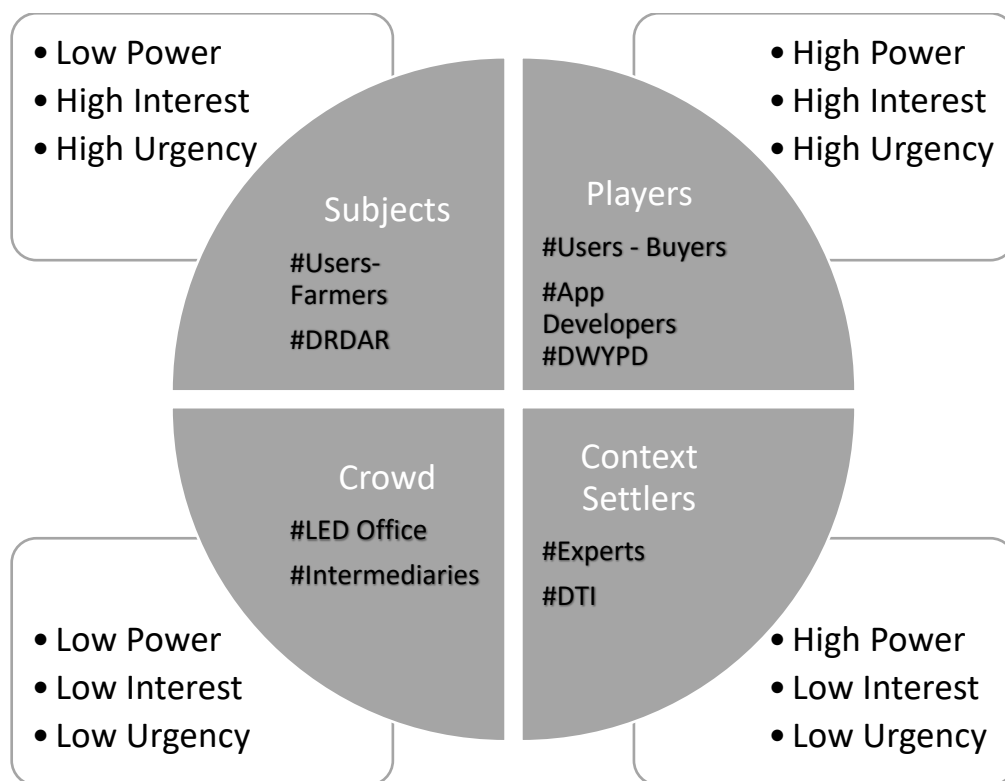 • Low Power
• High Interest
• High Urgency
• High Power
• High Interest
• High Urgency
Subjects
#Users-
Farmers
#DRDAR
Players
#Users - Buyers
#App
Developers
#DWYPD
Crowd
#LED Office
#Intermediaries
Context
Settlers
#Experts
#DTI
• Low Power
• Low Interest
• Low Urgency
• High Power
• Low Interest
• Low Urgency